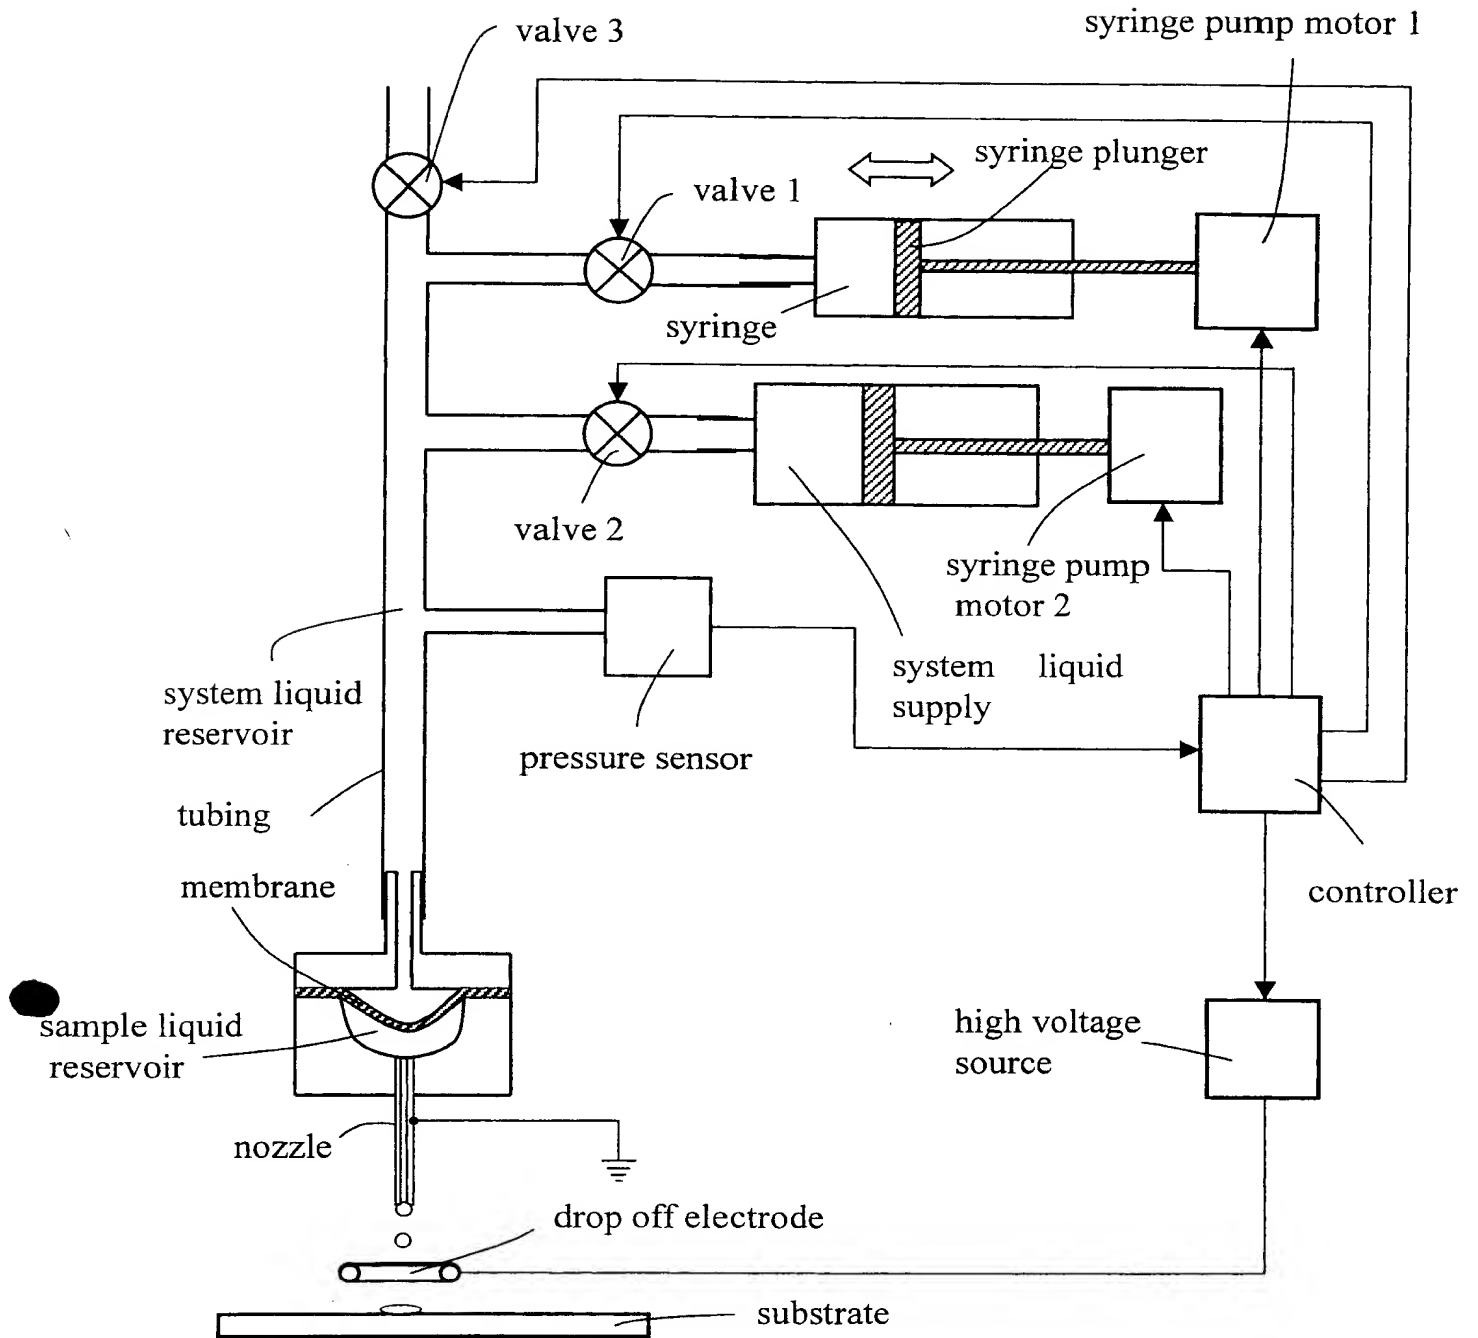 syringe pump motor 1
valve 3
syringe plunger
valve 1
syringe
valve 2
syringe pump
motor 2
system liquid
supply
system liquid
reservoir
pressure sensor
tubing
membrane
controller
sample liquid
reservoir
high voltage
source
nozzle
drop off electrode
substrate